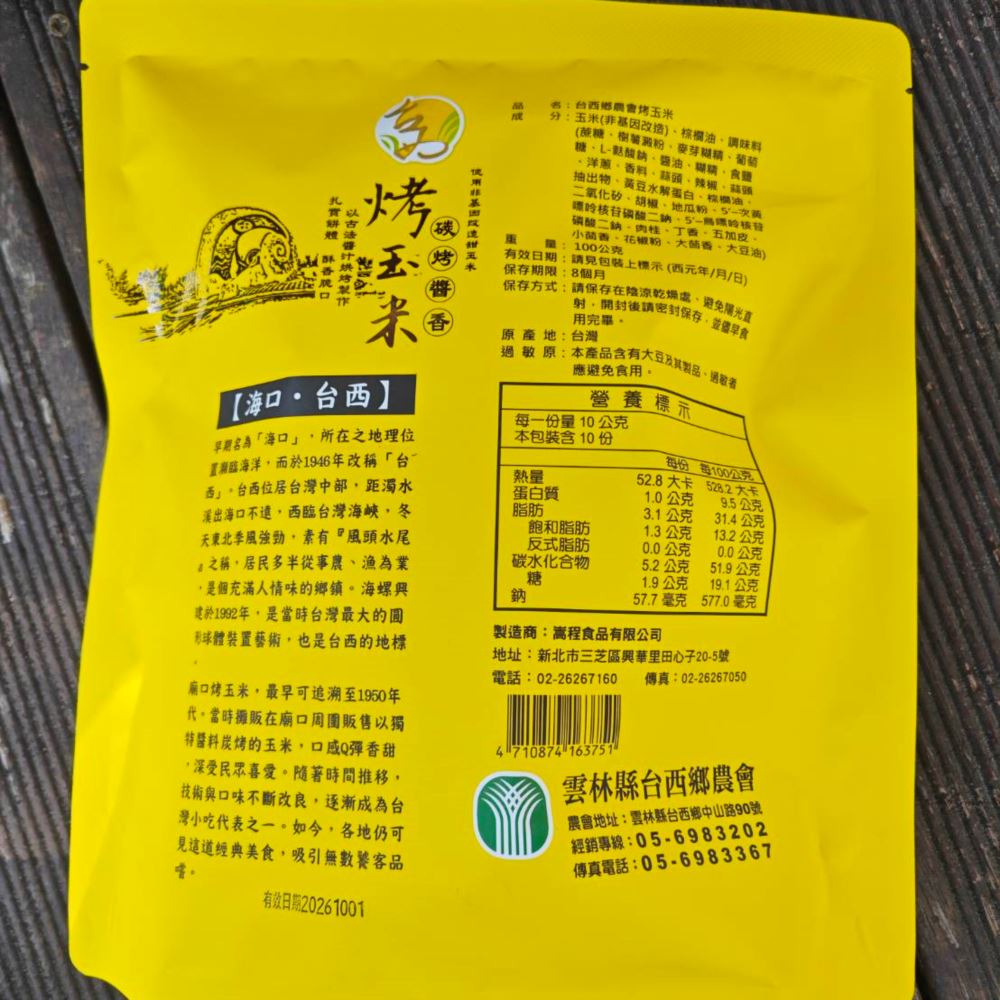 烤玉米
碳烤醬香
使用非基因改造甜玉米
以古法醬汁烘烤製作
扎實餅體 酥香脆口
【海口・台西】
早期名為「海口」，所在之地理位
置瀕臨海洋，而於1946年改稱「台
西」。台西位居台灣中部，距濁水
溪出海口不遠，西臨台灣海峽，冬
天東北季風強勁，素有『風頭水尾
』之稱，居民多半從事農、漁為業
，是個充滿人情味的鄉鎮。海螺興
建於1992年，是當時台灣最大的圓
形球體裝置藝術，也是台西的地標
。
廟口烤玉米，最早可追溯至1950年
代。當時攤販在廟口周圍販售以獨
特醬料炭烤的玉米，口感Q彈香甜
，深受民眾喜愛。隨著時間推移，
技術與口味不斷改良，逐漸成為台
灣小吃代表之一。如今，各地仍可
見這道經典美食，吸引無數饕客品
嚐。
有效日期20261001
品名：台西鄉農會烤玉米
成分：玉米(非基因改造)、棕櫚油、調味料
(蔗糖、樹薯澱粉、麥芽糊精、葡萄
糖、L-麩酸鈉、醬油、糊精、食鹽
、洋蔥、香料、蒜頭、辣椒、蒜頭
抽出物、黃豆水解蛋白、棕櫚油、
二氧化矽、胡椒、地瓜粉、5'-次黃
嘌呤核苷磷酸二鈉、5'-鳥嘌呤核苷
磷酸二鈉、肉桂、丁香、五加皮、
小茴香、花椒粉、大茴香、大豆油)
重量：100公克
有效日期：請見包裝上標示 (西元年/月/日)
保存期限：8個月
保存方式：請保存在陰涼乾燥處、避免陽光直
射，開封後請密封保存，並儘早食
用完畢。
原產地：台灣
過敏原：本產品含有大豆及其製品、過敏者
應避免食用。
營養標示
每一份量 10 公克
本包裝含 10 份
每份 每100公克
熱量 52.8 大卡 528.2 大卡
蛋白質 1.0 公克 9.5 公克
脂肪 3.1 公克 31.4 公克
飽和脂肪 1.3 公克 13.2 公克
反式脂肪 0.0 公克 0.0 公克
碳水化合物 5.2 公克 51.9 公克
糖 1.9 公克 19.1 公克
鈉 57.7 毫克 577.0 毫克
製造商：嵩程食品有限公司
地址：新北市三芝區興華里田心子20-5號
電話：02-26267160 傳真：02-26267050
4 710874 163751
雲林縣台西鄉農會
農會地址：雲林縣台西鄉中山路90號
經銷專線：05-6983202
傳真電話：05-6983367